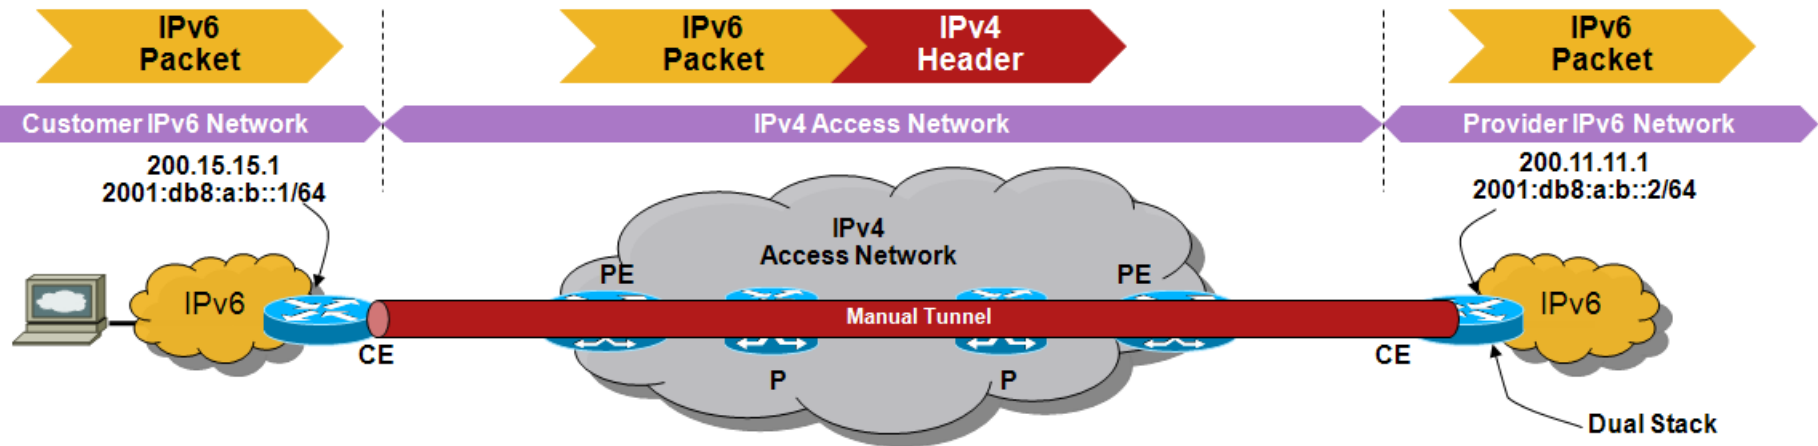 IPv6
Packet
IPv6
Packet
IPv4
Header
IPv6
Packet
Customer IPv6 Network
IPv4 Access Network
Provider IPv6 Network
200.15.15.1
2001:db8:a:b::1/64
200.11.11.1
2001:db8:a:b::2/64
IPv4
Access Network
PE
PE
IPv6
Manual Tunnel
IPv6
CE
CE
P
P
Dual Stack